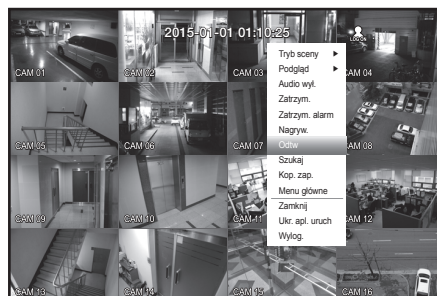 2015-01-01 01:10:25
LOG ON
CAM 01
CAM 02
CAM 03
CAM 04
Tryb sceny
Podgląd
Audio wył.
Zatrzym.
Zatrzym. alarm
Nagryw.
Odtw
Szukaj
Kop. zap.
Menu główne
Zamknij
Ukr. apl. uruch
Wylog.
CAM 05
CAM 06
CAM 07
CAM 08
CAM 09
CAM 10
CAM 11
CAM 12
CAM 13
CAM 14
CAM 15
CAM 16